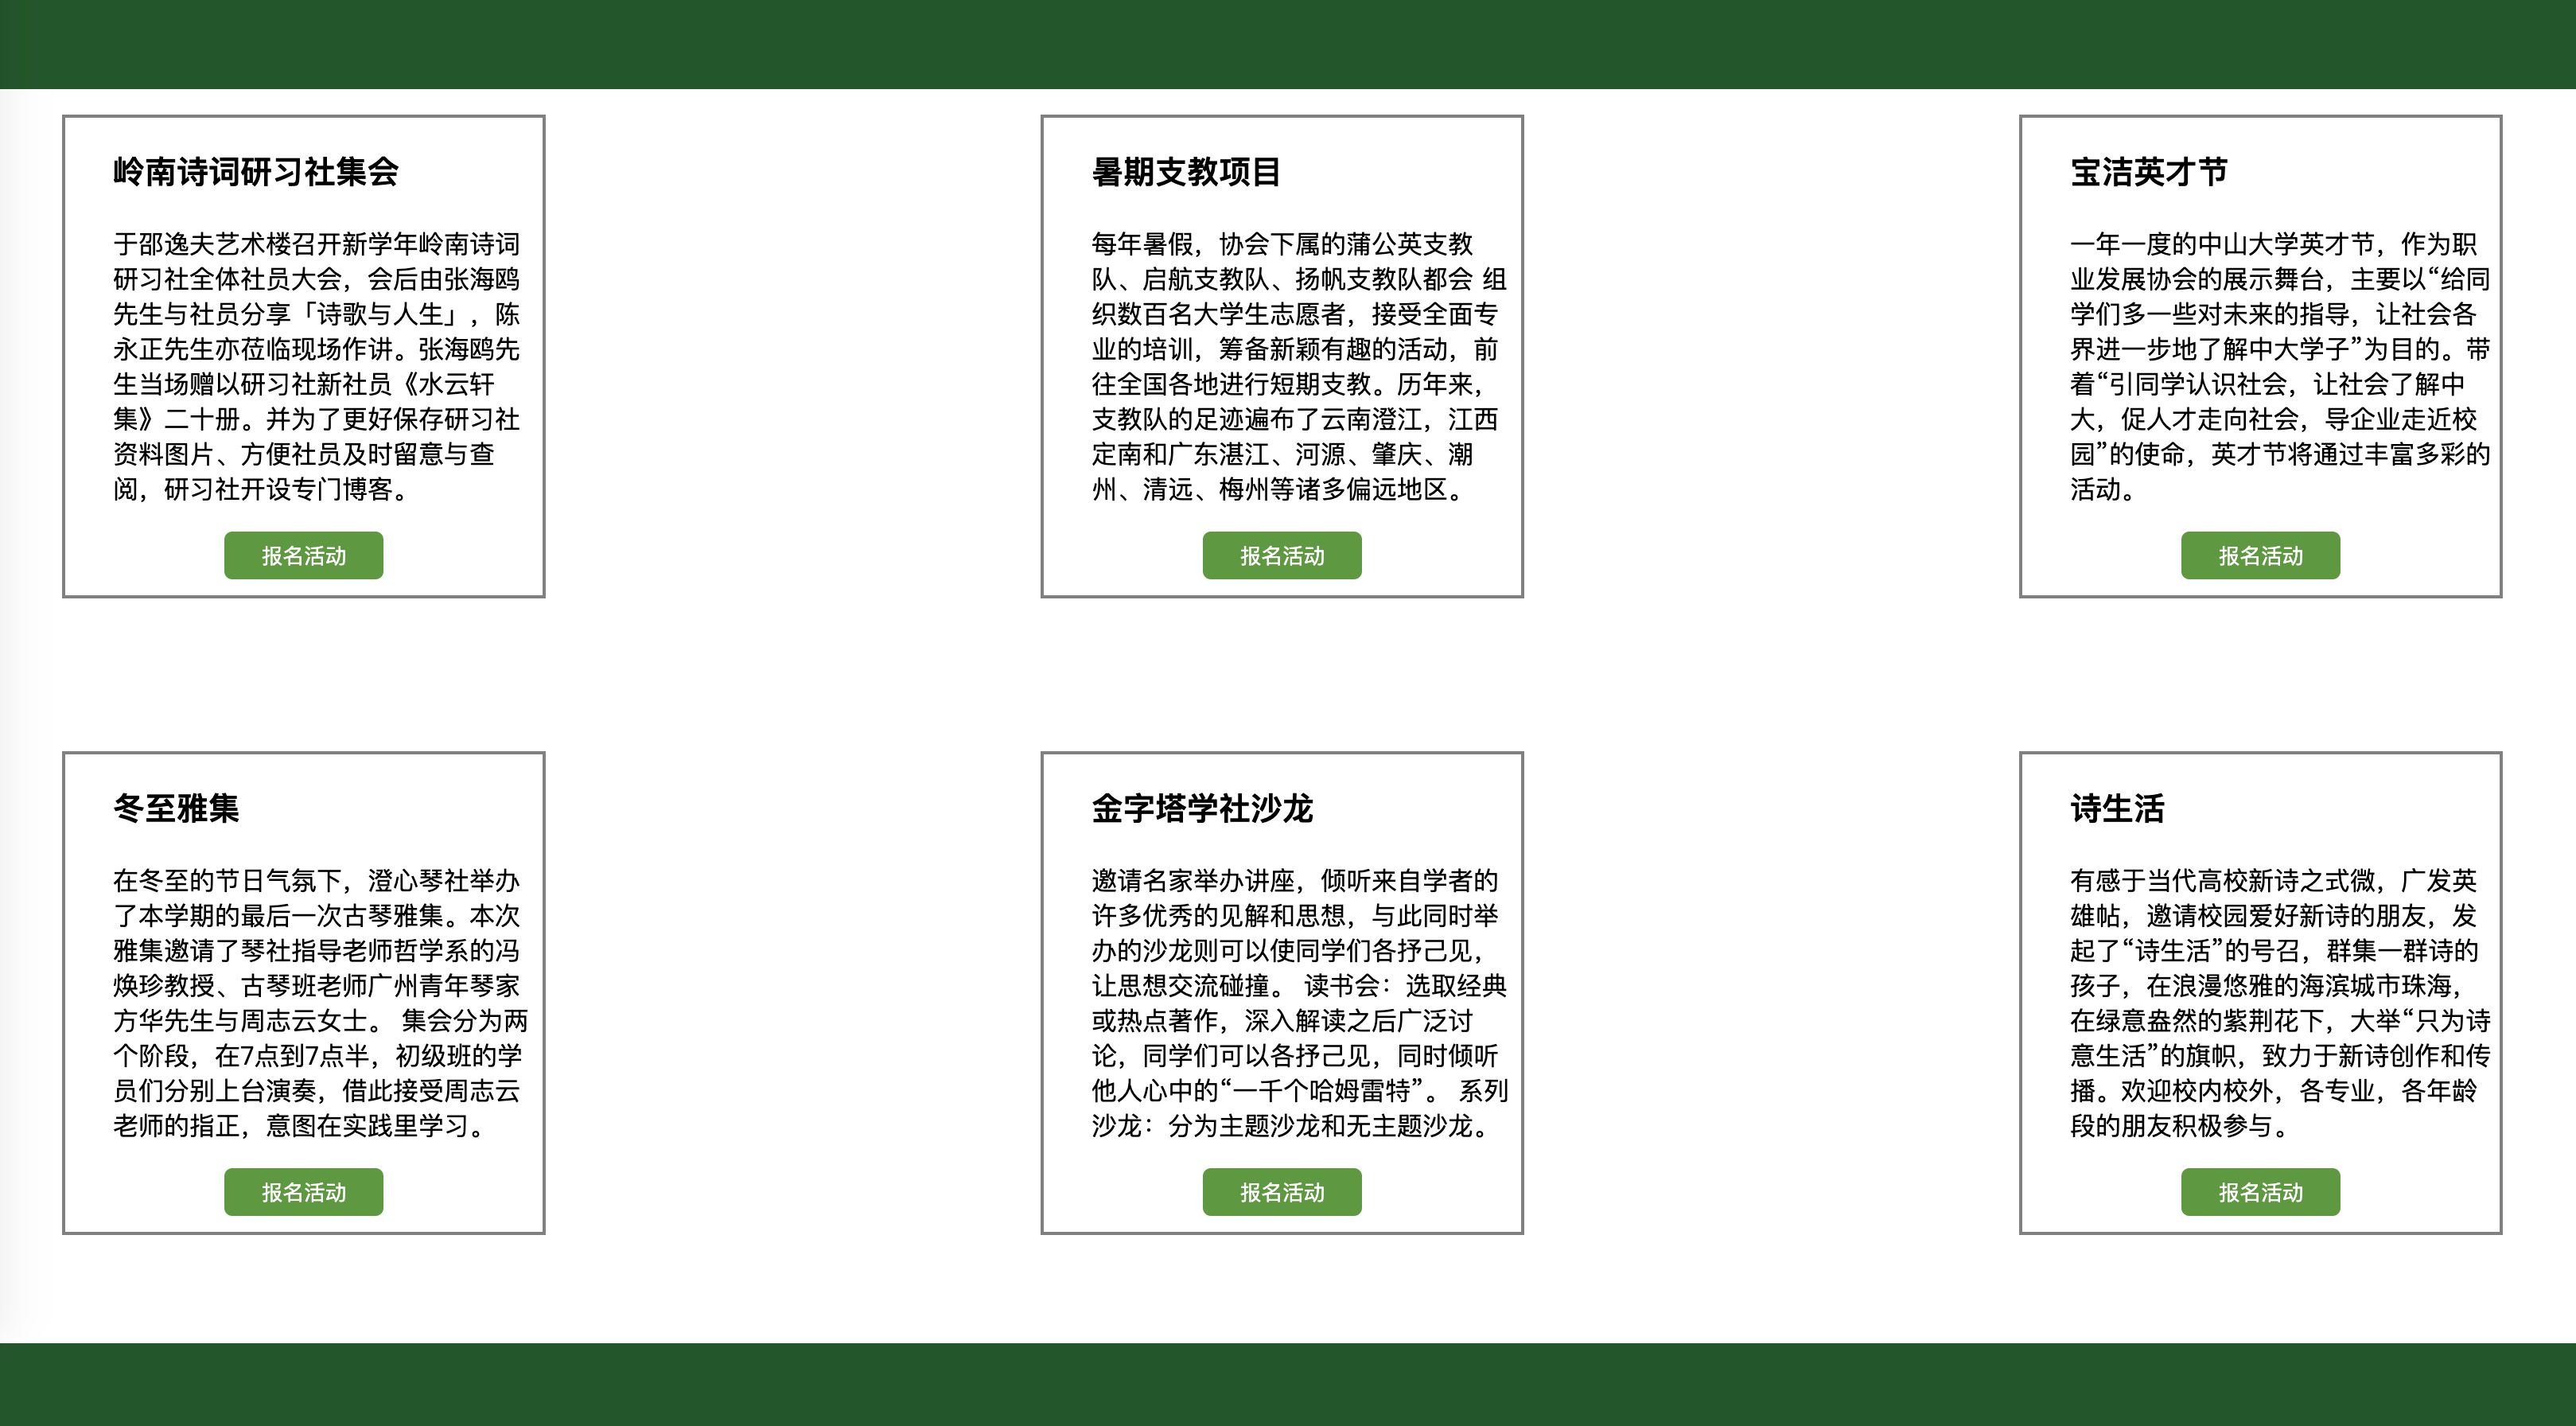 岭南诗词研习社集会
于邵逸夫艺术楼召开新学年岭南诗词
研习社全体社员大会，会后由张海鸥
先生与社员分享「诗歌与人生」，陈
永正先生亦莅临现场作讲。张海鸥先
生当场赠以研习社新社员《水云轩
集》二十册。并为了更好保存研习社
资料图片、方便社员及时留意与查
阅，研习社开设专门博客。
报名活动
暑期支教项目
每年暑假，协会下属的蒲公英支教
队、启航支教队、扬帆支教队都会 组
织数百名大学生志愿者，接受全面专
业的培训，筹备新颖有趣的活动，前
往全国各地进行短期支教。历年来，
支教队的足迹遍布了云南澄江，江西
定南和广东湛江、河源、肇庆、潮
州、清远、梅州等诸多偏远地区。
报名活动
宝洁英才节
一年一度的中山大学英才节，作为职
业发展协会的展示舞台，主要以“给同
学们多一些对未来的指导，让社会各
界进一步地了解中大学子”为目的。带
着“引同学认识社会，让社会了解中
大，促人才走向社会，导企业走近校
园”的使命，英才节将通过丰富多彩的
活动。
报名活动
冬至雅集
在冬至的节日气氛下，澄心琴社举办
了本学期的最后一次古琴雅集。本次
雅集邀请了琴社指导老师哲学系的冯
焕珍教授、古琴班老师广州青年琴家
方华先生与周志云女士。 集会分为两
个阶段，在7点到7点半，初级班的学
员们分别上台演奏，借此接受周志云
老师的指正，意图在实践里学习。
报名活动
金字塔学社沙龙
邀请名家举办讲座，倾听来自学者的
许多优秀的见解和思想，与此同时举
办的沙龙则可以使同学们各抒己见，
让思想交流碰撞。 读书会：选取经典
或热点著作，深入解读之后广泛讨
论，同学们可以各抒己见，同时倾听
他人心中的“一千个哈姆雷特”。 系列
沙龙：分为主题沙龙和无主题沙龙。
报名活动
诗生活
有感于当代高校新诗之式微，广发英
雄帖，邀请校园爱好新诗的朋友，发
起了“诗生活”的号召，群集一群诗的
孩子，在浪漫悠雅的海滨城市珠海，
在绿意盎然的紫荆花下，大举“只为诗
意生活”的旗帜，致力于新诗创作和传
播。欢迎校内校外，各专业，各年龄
段的朋友积极参与。
报名活动